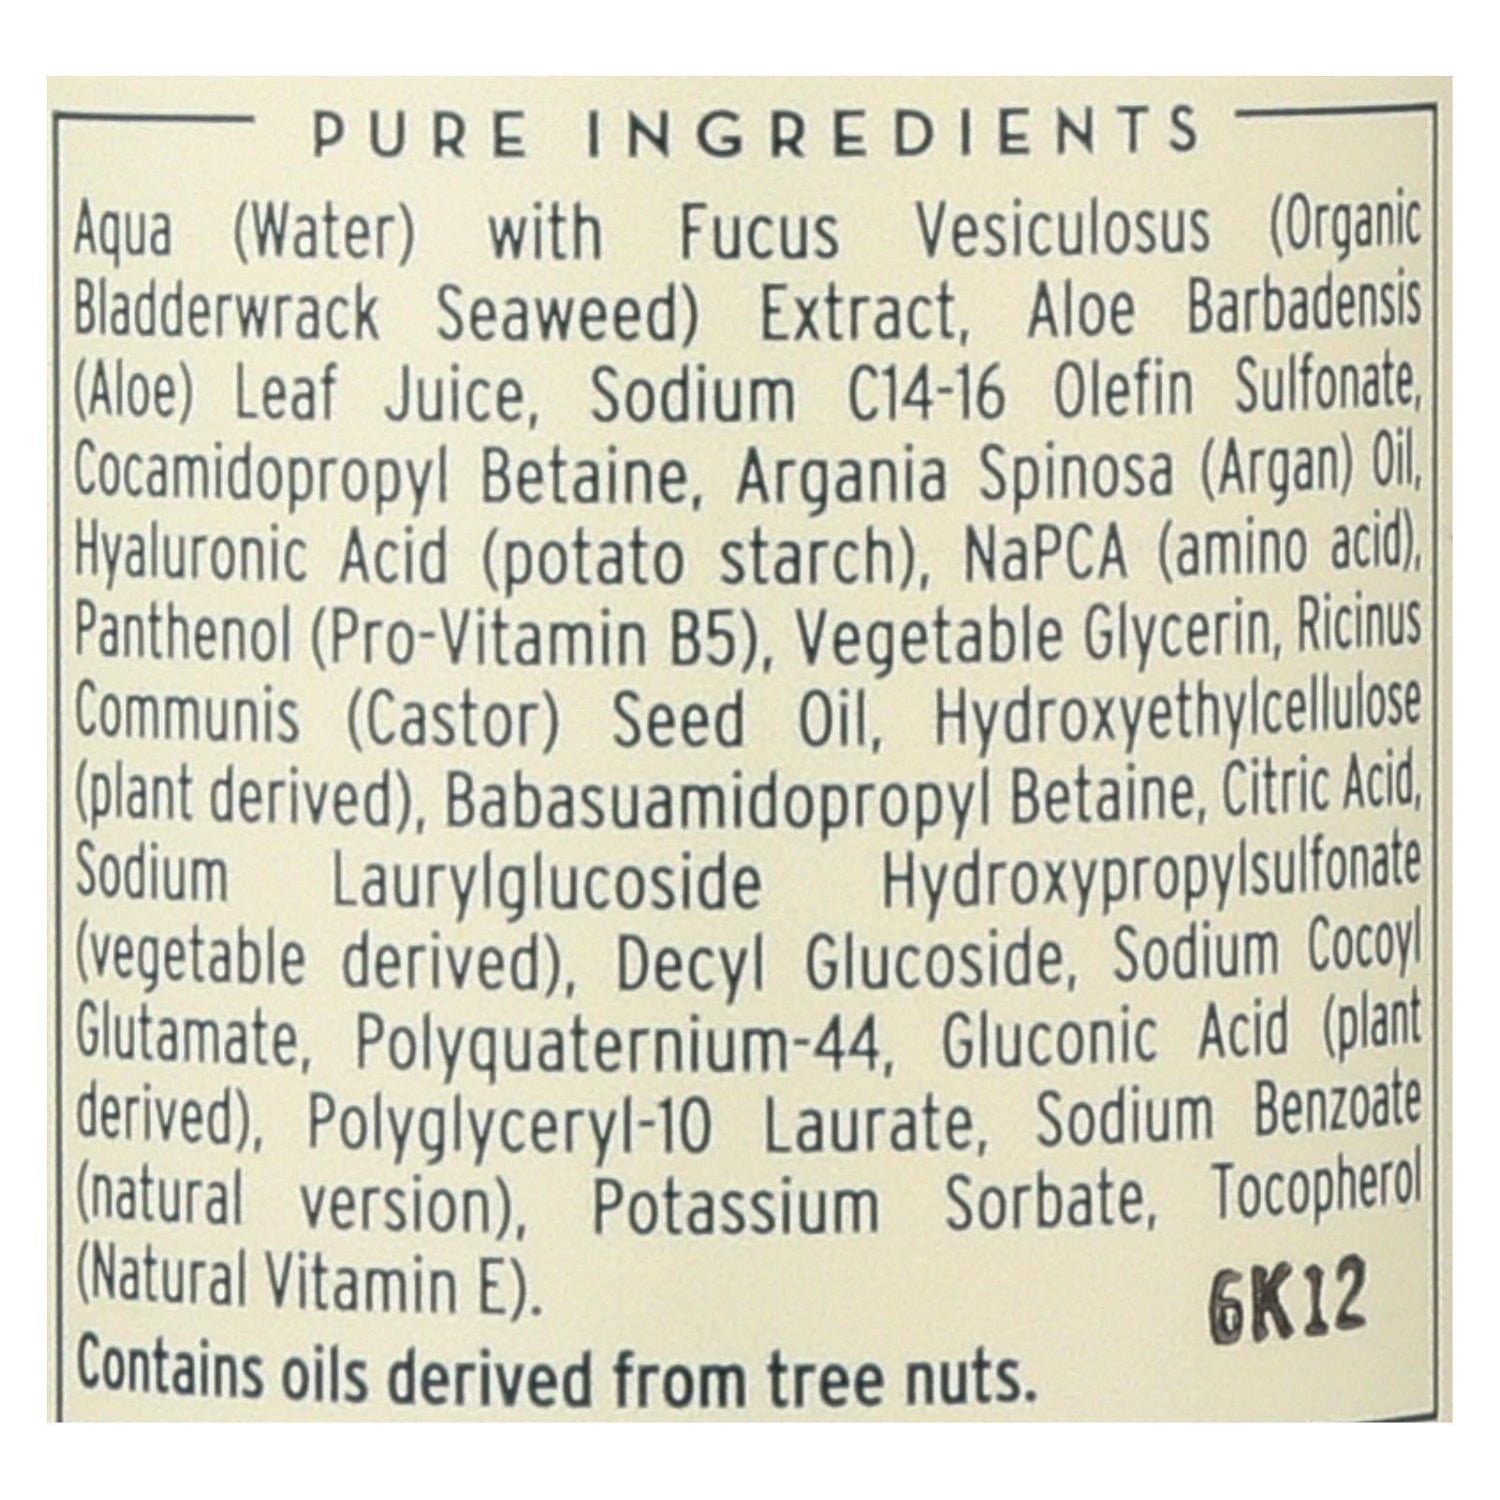 PURE INGREDIENTS
Aqua (Water) with Fucus Vesiculosus (Organic
Bladderwrack Seaweed) Extract, Aloe Barbadensis
(Aloe) Leaf Juice, Sodium C14-16 Olefin Sulfonate,
Cocamidopropyl Betaine, Argania Spinosa (Argan) Oil,
Hyaluronic Acid (potato starch), NaPCA (amino acid),
Panthenol (Pro-Vitamin B5), Vegetable Glycerin, Ricinus
Communis (Castor) Seed Oil, Hydroxyethylcellulose
(plant derived), Babasuamidopropyl Betaine, Citric Acid,
Sodium Laurylglucoside Hydroxypropylsulfonate
(vegetable derived), Decyl Glucoside, Sodium Cocoyl
Glutamate, Polyquaternium-44, Gluconic Acid (plant
derived), Polyglyceryl-10 Laurate, Sodium Benzoate
(natural version), Potassium Sorbate, Tocopherol
(Natural Vitamin E).
6K12
Contains oils derived from tree nuts.